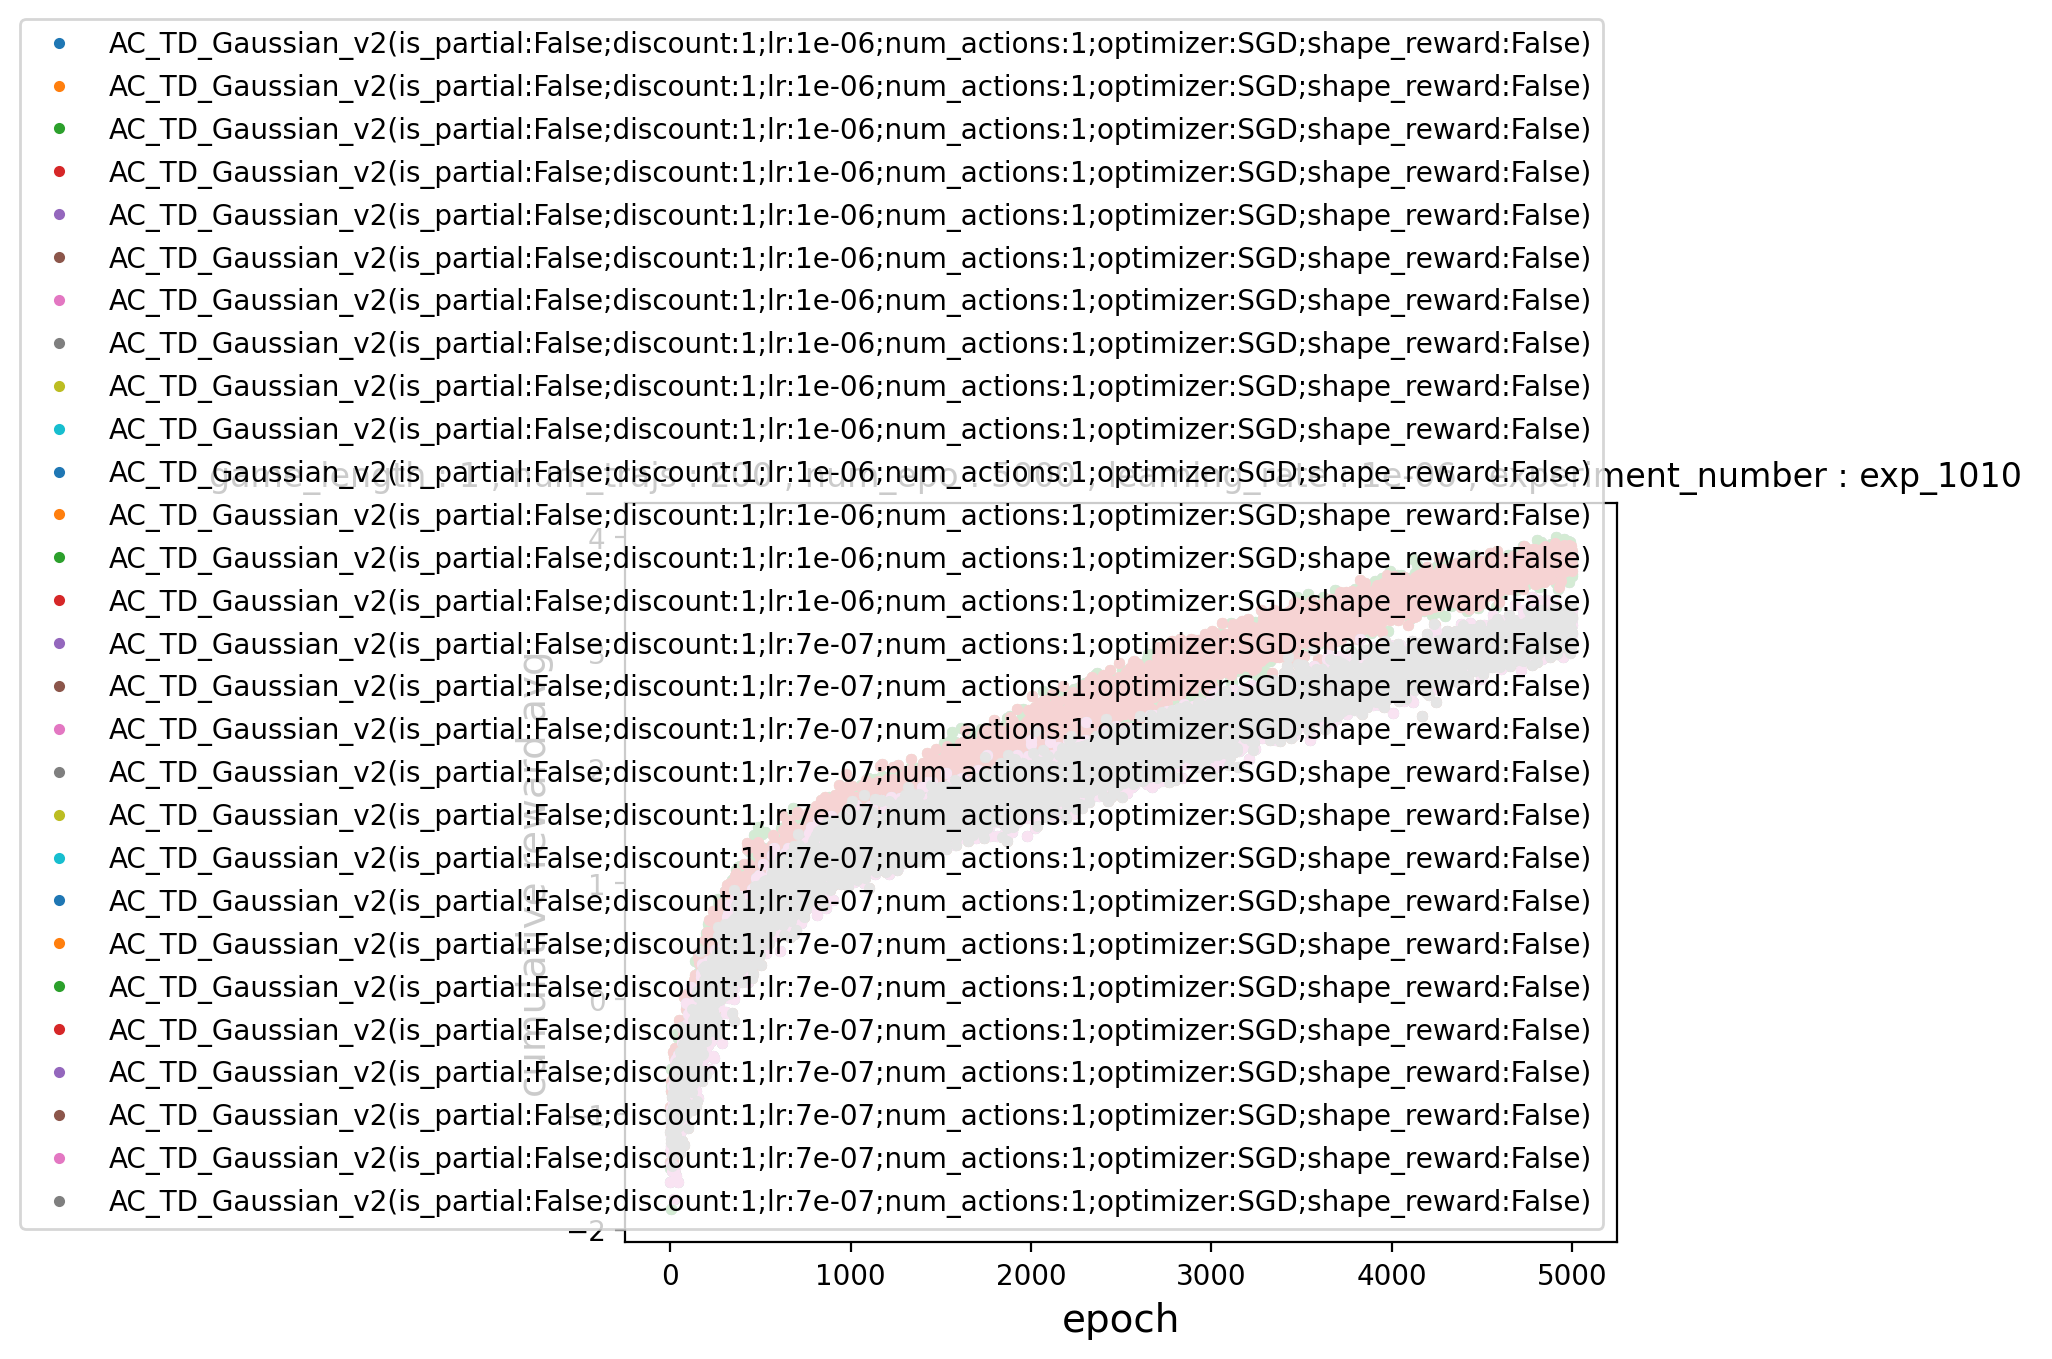 AC_TD_Gaussian_v2(is_partial:False;discount:1;lr:1e-06;num_actions:1;optimizer:SGD;shape_reward:False)
AC_TD_Gaussian_v2(is_partial:False;discount:1;lr:1e-06;num_actions:1;optimizer:SGD;shape_reward:False)
AC_TD_Gaussian_v2(is_partial:False;discount:1;lr:1e-06;num_actions:1;optimizer:SGD;shape_reward:False)
AC_TD_Gaussian_v2(is_partial:False;discount:1;lr:1e-06;num_actions:1;optimizer:SGD;shape_reward:False)
AC_TD_Gaussian_v2(is_partial:False;discount:1;lr:1e-06;num_actions:1;optimizer:SGD;shape_reward:False)
AC_TD_Gaussian_v2(is_partial:False;discount:1;lr:1e-06;num_actions:1;optimizer:SGD;shape_reward:False)
AC_TD_Gaussian_v2(is_partial:False;discount:1;lr:1e-06;num_actions:1;optimizer:SGD;shape_reward:False)
AC_TD_Gaussian_v2(is_partial:False;discount:1;lr:1e-06;num_actions:1;optimizer:SGD;shape_reward:False)
AC_TD_Gaussian_v2(is_partial:False;discount:1;lr:1e-06;num_actions:1;optimizer:SGD;shape_reward:False)
AC_TD_Gaussian_v2(is_partial:False;discount:1;lr:1e-06;num_actions:1;optimizer:SGD;shape_reward:False)
AC_TD_Gaussian_v2(is_partial:False;discount:1;lr:1e-06;num_actions:1;optimizer:SGD;shape_reward:False)
game_length : 1 , num_trajs : 200 , num_epo : 5000 , learning_rate : 1e-06 , experiment_number : exp_1010
AC_TD_Gaussian_v2(is_partial:False;discount:1;lr:1e-06;num_actions:1;optimizer:SGD;shape_reward:False)
4
AC_TD_Gaussian_v2(is_partial:False;discount:1;lr:1e-06;num_actions:1;optimizer:SGD;shape_reward:False)
AC_TD_Gaussian_v2(is_partial:False;discount:1;lr:1e-06;num_actions:1;optimizer:SGD;shape_reward:False)
AC_TD_Gaussian_v2(is_partial:False;discount:1;lr:7e-07;num_actions:1;optimizer:SGD;shape_reward:False)
3
AC_TD_Gaussian_v2(is_partial:False;discount:1;lr:7e-07;num_actions:1;optimizer:SGD;shape_reward:False)
AC_TD_Gaussian_v2(is_partial:False;discount:1;lr:7e-07;num_actions:1;optimizer:SGD;shape_reward:False)
AC_TD_Gaussian_v2(is_partial:False;discount:1;lr:7e-07;num_actions:1;optimizer:SGD;shape_reward:False)
2
AC_TD_Gaussian_v2(is_partial:False;discount:1;lr:7e-07;num_actions:1;optimizer:SGD;shape_reward:False)
AC_TD_Gaussian_v2(is_partial:False;discount:1;lr:7e-07;num_actions:1;optimizer:SGD;shape_reward:False)
cumulative reward avg
1
AC_TD_Gaussian_v2(is_partial:False;discount:1;lr:7e-07;num_actions:1;optimizer:SGD;shape_reward:False)
AC_TD_Gaussian_v2(is_partial:False;discount:1;lr:7e-07;num_actions:1;optimizer:SGD;shape_reward:False)
AC_TD_Gaussian_v2(is_partial:False;discount:1;lr:7e-07;num_actions:1;optimizer:SGD;shape_reward:False)
0
AC_TD_Gaussian_v2(is_partial:False;discount:1;lr:7e-07;num_actions:1;optimizer:SGD;shape_reward:False)
AC_TD_Gaussian_v2(is_partial:False;discount:1;lr:7e-07;num_actions:1;optimizer:SGD;shape_reward:False)
AC_TD_Gaussian_v2(is_partial:False;discount:1;lr:7e-07;num_actions:1;optimizer:SGD;shape_reward:False)
−1
AC_TD_Gaussian_v2(is_partial:False;discount:1;lr:7e-07;num_actions:1;optimizer:SGD;shape_reward:False)
AC_TD_Gaussian_v2(is_partial:False;discount:1;lr:7e-07;num_actions:1;optimizer:SGD;shape_reward:False)
−2
0 1000 2000 3000 4000 5000
epoch